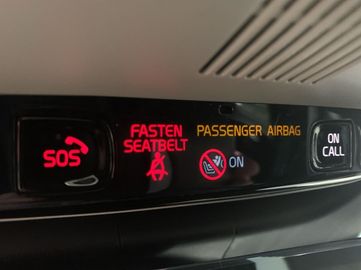 SOS
FASTEN
SEATBELT
PASSENGER AIRBAG
ON
ON
CALL